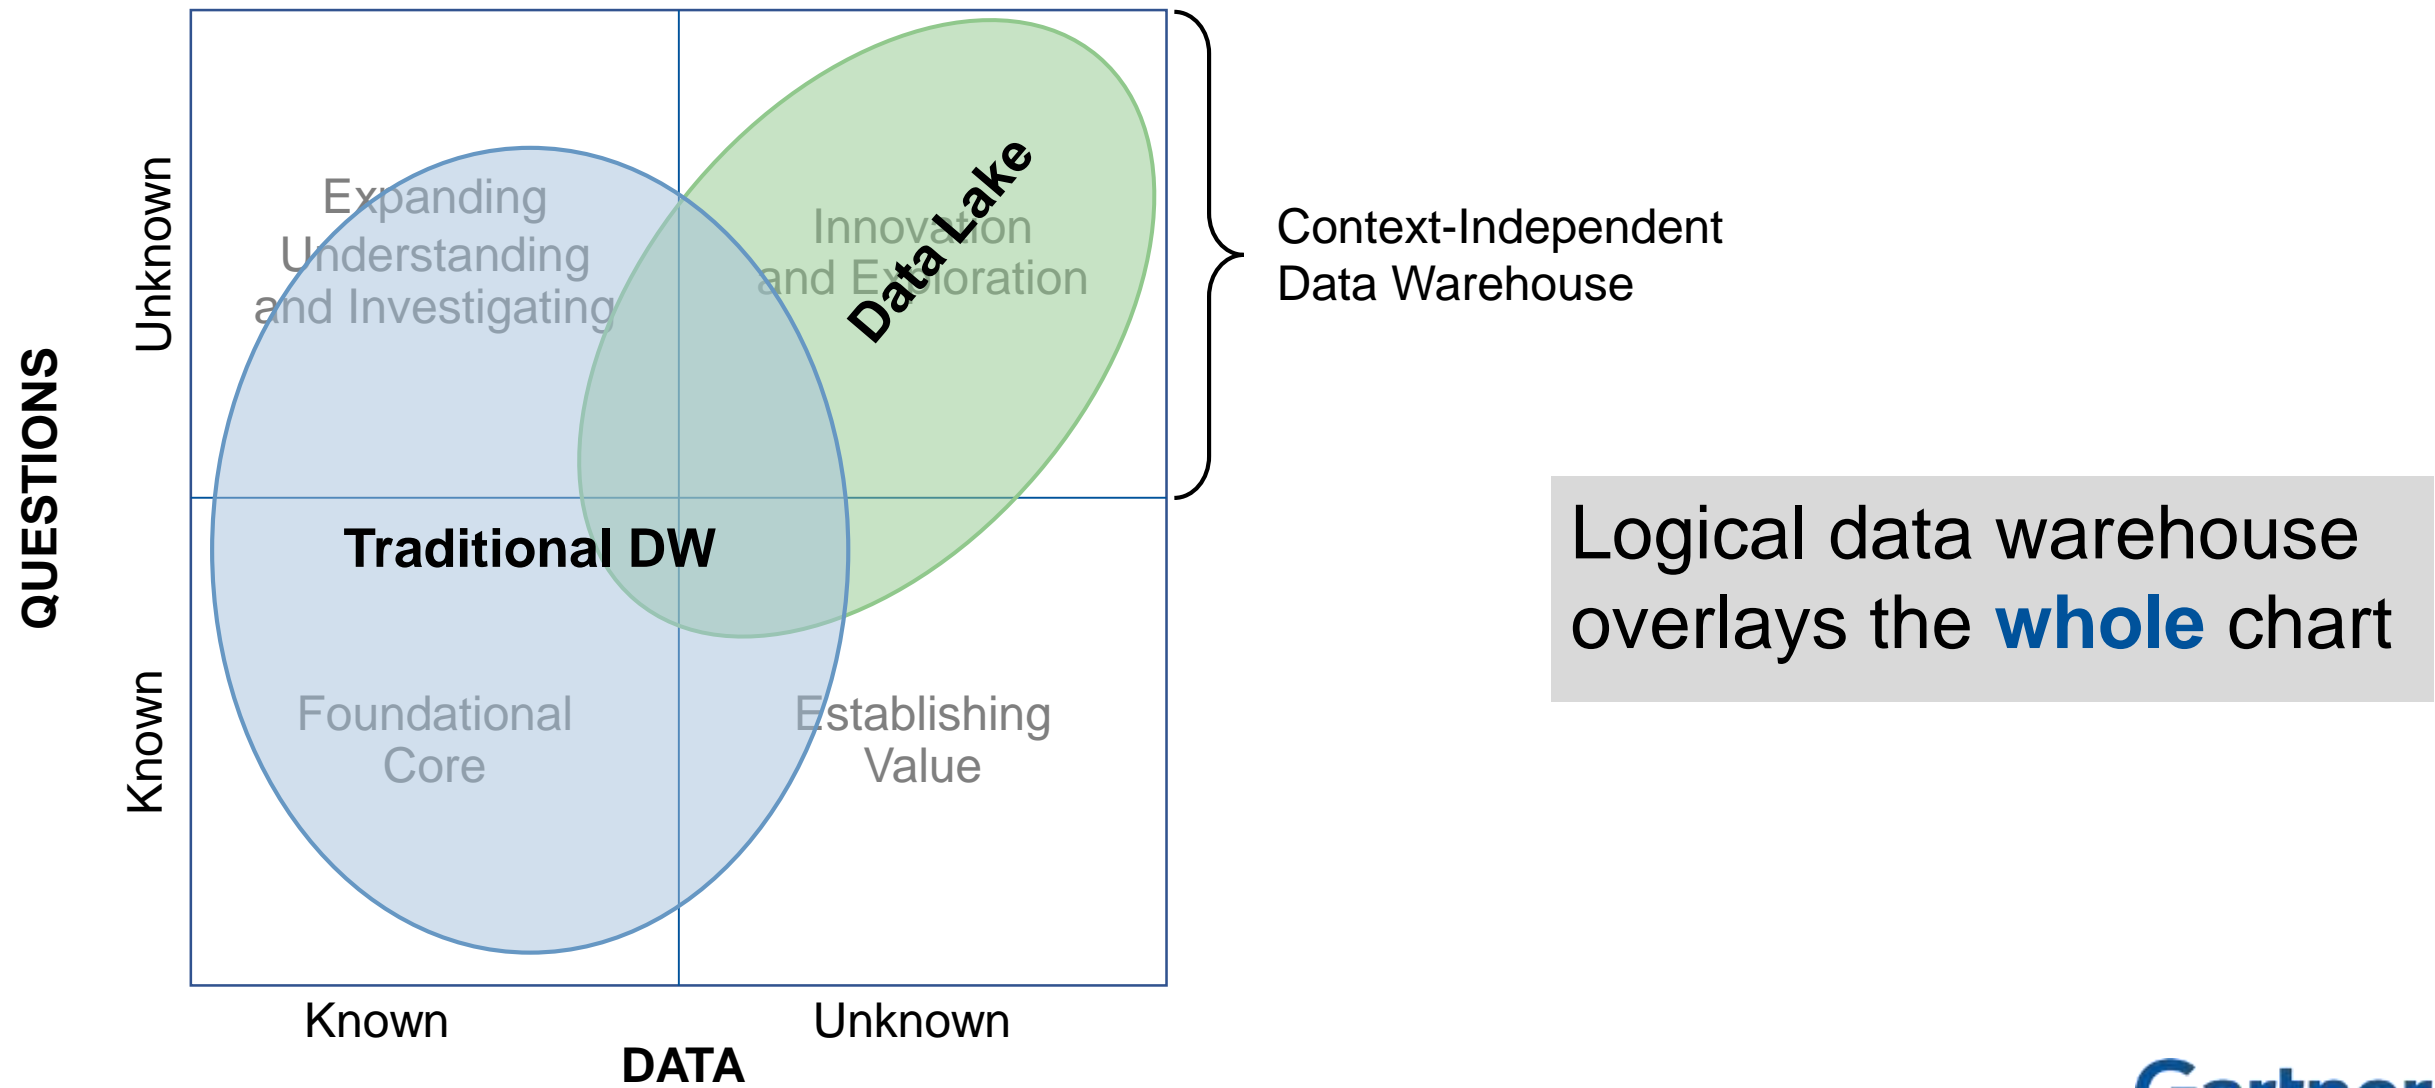 QUESTIONS
Unknown
Known
Expanding
Understanding
and Investigating
Innovation
and Exploration
Data Lake
Traditional DW
Foundational
Core
Establishing
Value
Known
Unknown
DATA
Context-Independent
Data Warehouse
Logical data warehouse
overlays the whole chart
Gartner